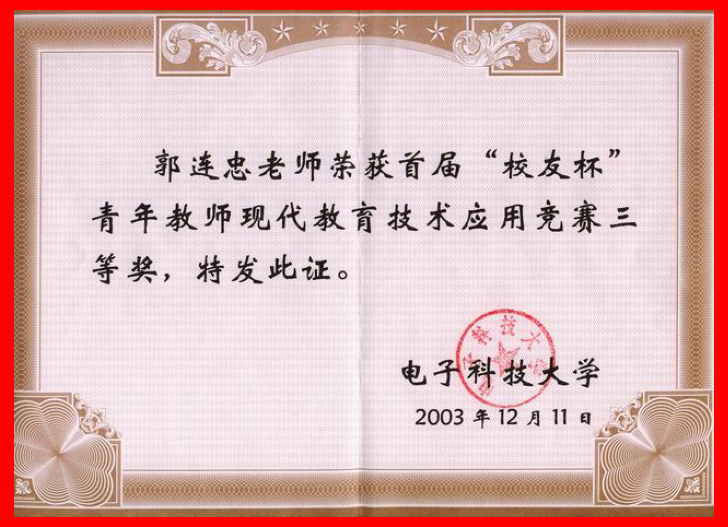 郭连忠老师荣获首届“校友杯”
青年教师现代教育技术应用竞赛三
等奖，特发此证。
电子科技大学
2003年12月11日